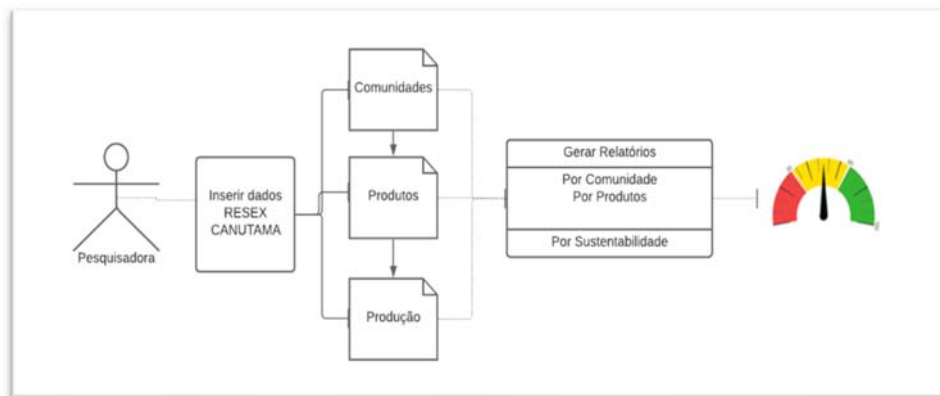 Pesquisadora
Inserir dados
RESEX
CANUTAMA
Comunidades
Produtos
Produção
Gerar Relatórios
Por Comunidade
Por Produtos
Por Sustentabilidade